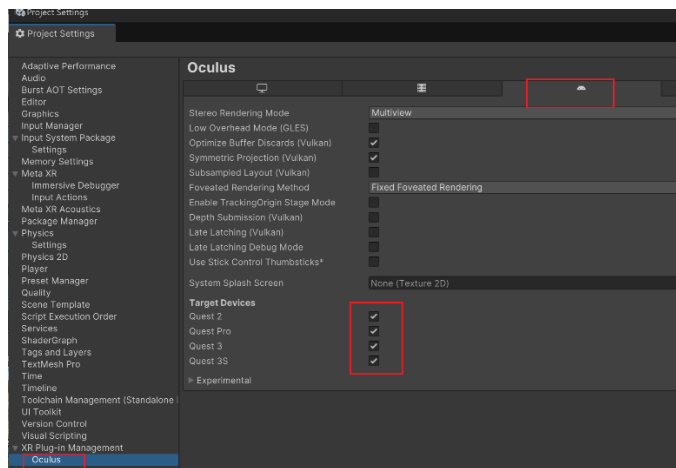 Project Settings
Project Settings
Adaptive Performance
Audio
Burst AOT Settings
Editor
Graphics
Input Manager
Input System Package
Settings
Memory Settings
Meta XR
Immersive Debugger
Input Actions
Meta XR Acoustics
Package Manager
Physics
Settings
Physics 2D
Player
Preset Manager
Quality
Scene Template
Script Execution Order
Services
ShaderGraph
Tags and Layers
TextMesh Pro
Time
Timeline
Toolchain Management (Standalone
UI Toolkit
Version Control
Visual Scripting
XR Plug-in Management
Oculus
Oculus
Stereo Rendering Mode Multiview
Low Overhead Mode (GLES)
Optimize Buffer Discards (Vulkan)
Symmetric Projection (Vulkan)
Subsampled Layout (Vulkan)
Foveated Rendering Method Fixed Foveated Rendering
Enable TrackingOrigin Stage Mode
Depth Submission (Vulkan)
Late Latching (Vulkan)
Late Latching Debug Mode
Use Stick Control Thumbsticks*
System Splash Screen None (Texture 2D)
Target Devices
Quest 2
Quest Pro
Quest 3
Quest 3S
Experimental